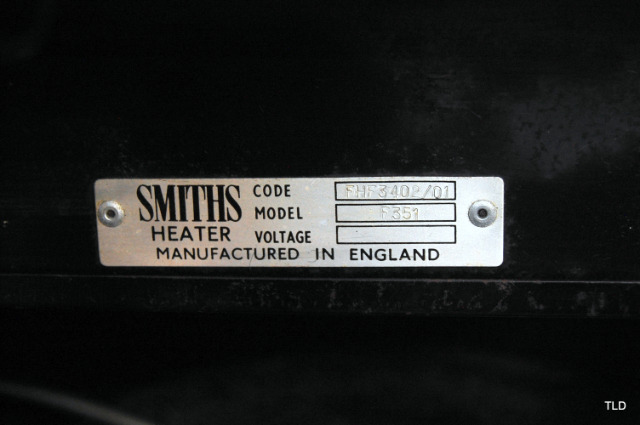 SMITHS CODE FHF3402/01
MODEL F351
HEATER VOLTAGE
MANUFACTURED IN ENGLAND
TLD